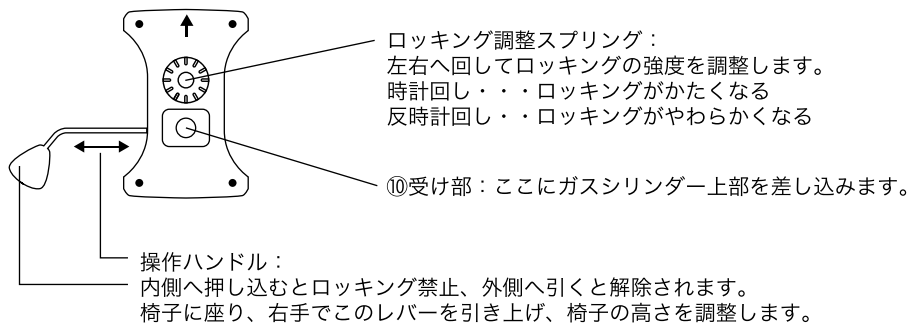 ロッキング調整スプリング：
左右へ回してロッキングの強度を調整します。
時計回し・・・ロッキングがかたくなる
反時計回し・・ロッキングがやわらかくなる
⑩受け部：ここにガスシリンダー上部を差し込みます。
操作ハンドル：
内側へ押し込むとロッキング禁止、外側へ引くと解除されます。
椅子に座り、右手でこのレバーを引き上げ、椅子の高さを調整します。